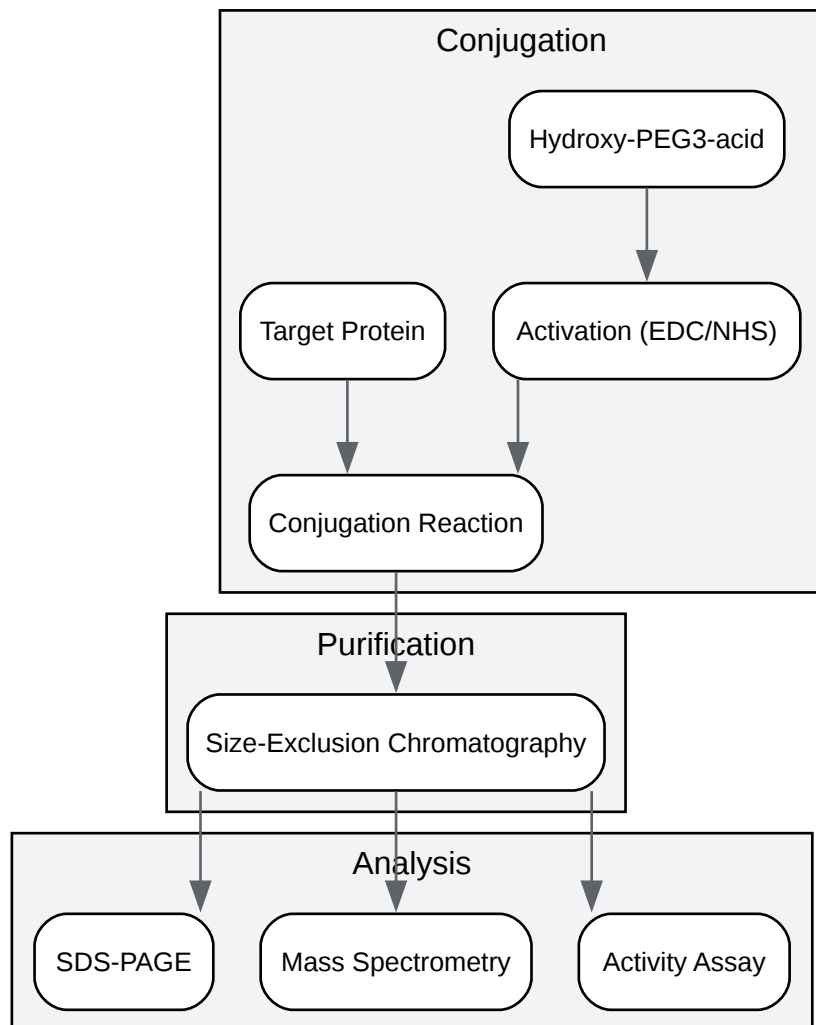 Conjugation
Hydroxy-PEG3-acid
Target Protein
Activation (EDC/NHS)
Conjugation Reaction
Purification
Size-Exclusion Chromatography
Analysis
SDS-PAGE
Mass Spectrometry
Activity Assay